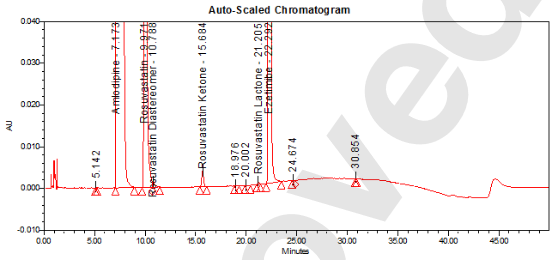 Auto-Scaled Chromatogram
0.040
0.030
0.020
0.010
0.000
-0.010
AU
5.142
Amlodipine - 7.173
Rosuvastatin - 9.971
Rosuvastatin Diastereomer - 10.788
Rosuvastatin Ketone - 15.684
18.976
20.002
Rosuvastatin Lactone - 21.205
Ezetimibe - 22.292
24.674
30.854
0.00
5.00
10.00
15.00
20.00
25.00
30.00
35.00
40.00
45.00
Minutes